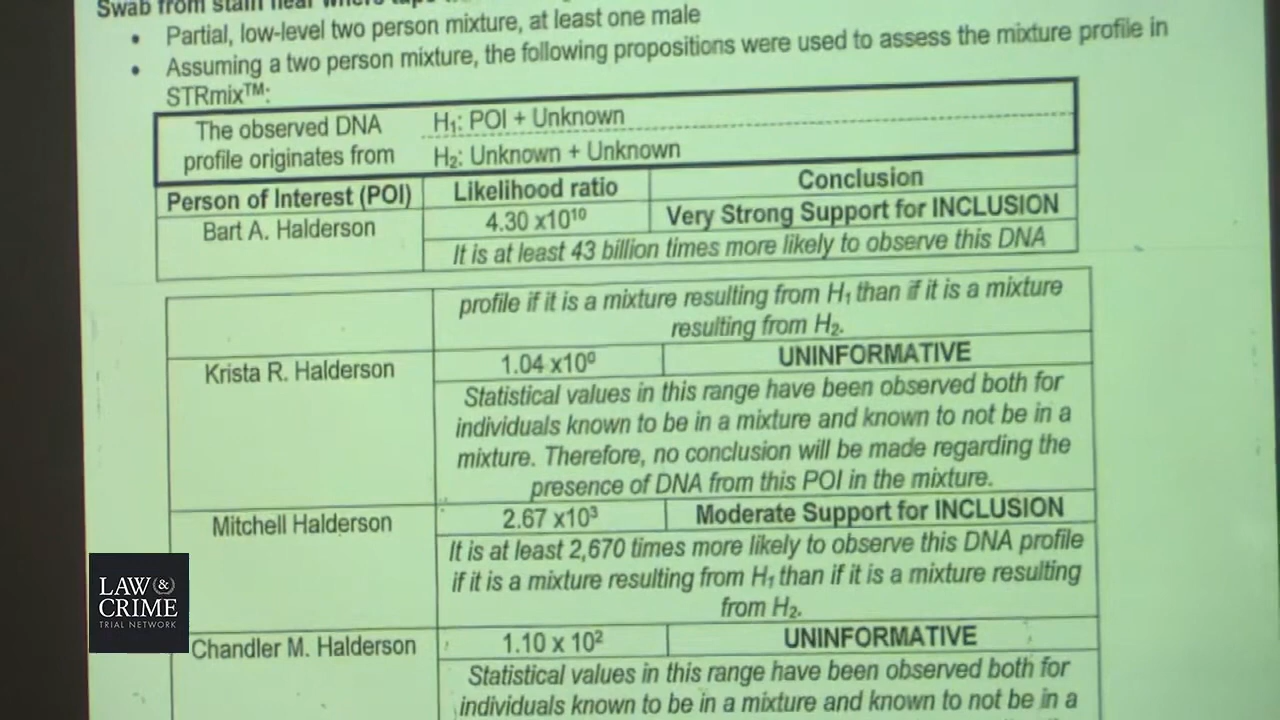 Swab from stain near where
Partial, low-level two person mixture, at least one male
Assuming a two person mixture, the following propositions were used to assess the mixture profile in
STRmix™:
The observed DNA
profile originates from
H₁: POI + Unknown
H₂: Unknown + Unknown
Person of Interest (POI)
Likelihood ratio
Conclusion
Bart A. Halderson
4.30 x10¹⁰
Very Strong Support for INCLUSION
It is at least 43 billion times more likely to observe this DNA
profile if it is a mixture resulting from H₁ than if it is a mixture
resulting from H₂.
Krista R. Halderson
1.04 x10⁰
UNINFORMATIVE
Statistical values in this range have been observed both for
individuals known to be in a mixture and known to not be in a
mixture. Therefore, no conclusion will be made regarding the
presence of DNA from this POI in the mixture.
Mitchell Halderson
2.67 x10³
Moderate Support for INCLUSION
It is at least 2,670 times more likely to observe this DNA profile
if it is a mixture resulting from H₁ than if it is a mixture resulting
from H₂.
Chandler M. Halderson
1.10 x 10²
UNINFORMATIVE
Statistical values in this range have been observed both for
individuals known to be in a mixture and known to not be in a
LAW &
CRIME
TRIAL NETWORK